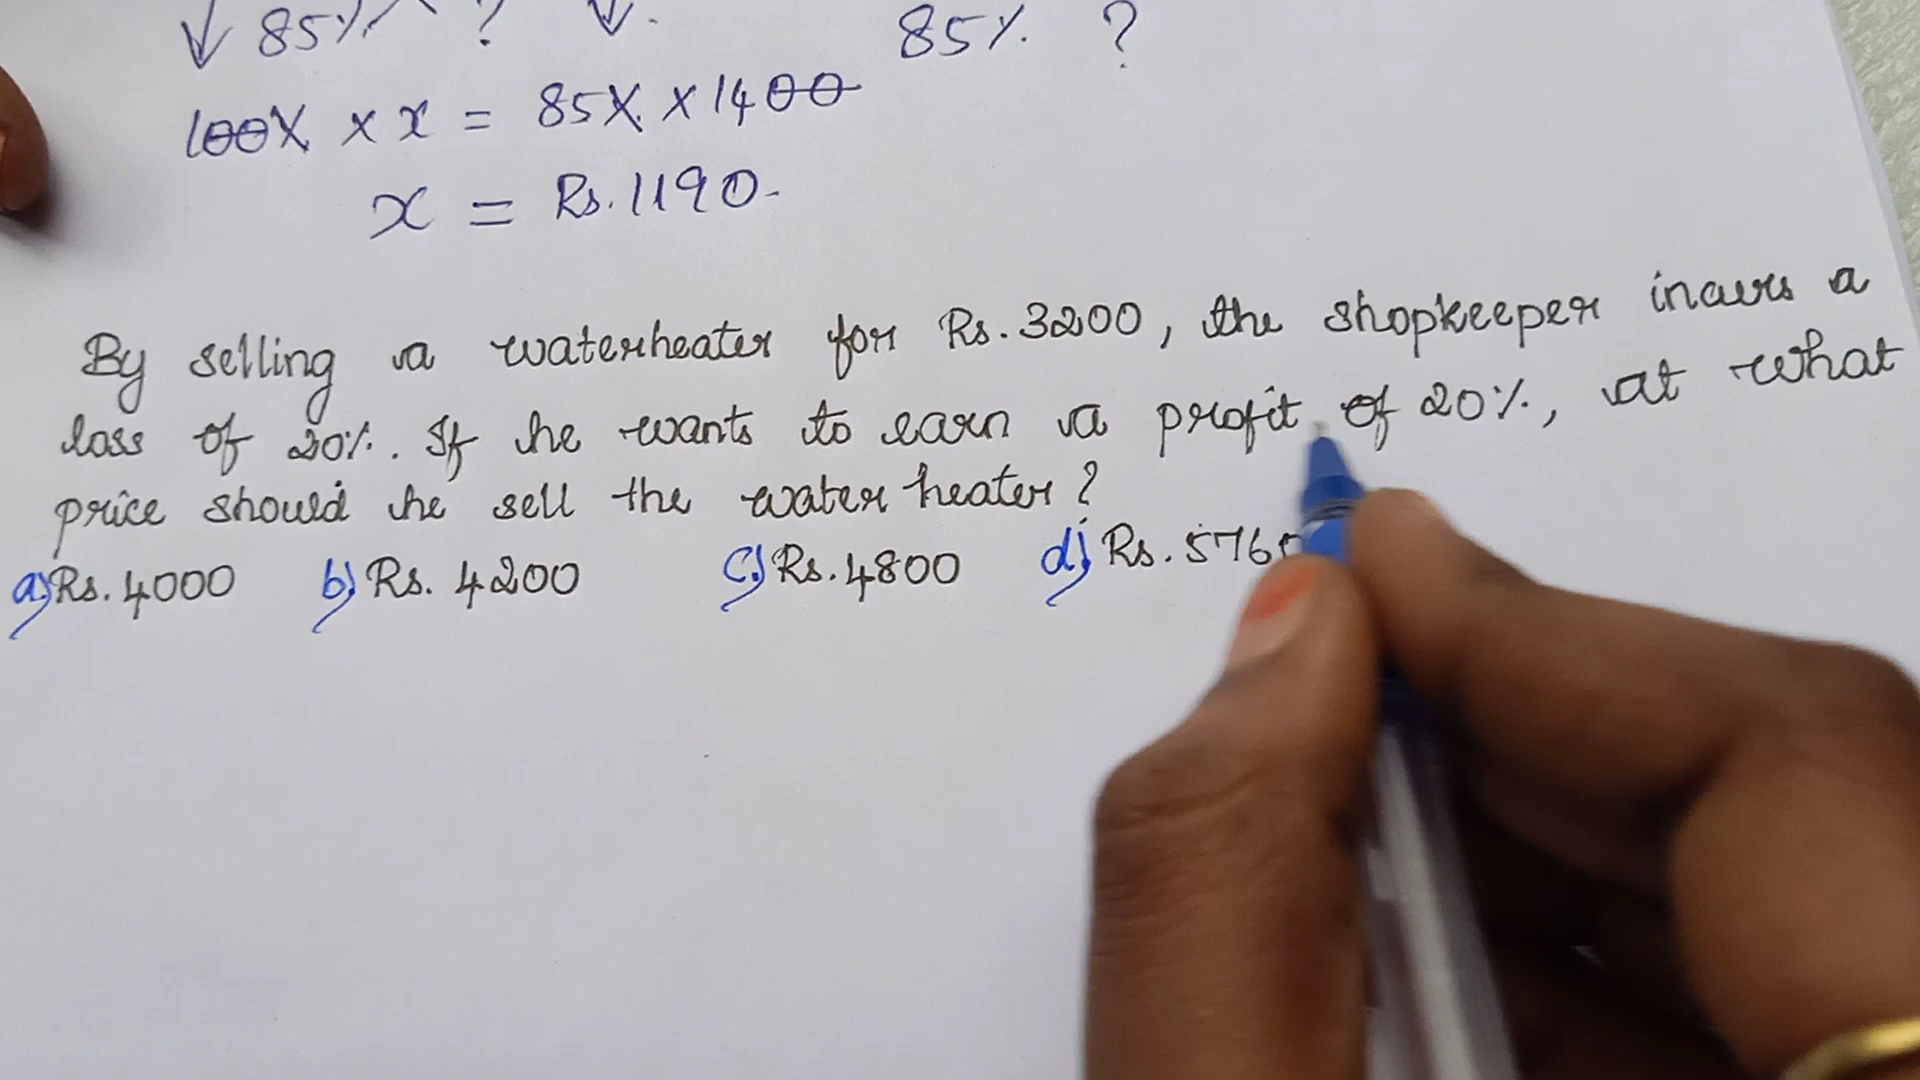 ↓ 85% ? ↓.
85% ?
100% × x = 85% × 1400
x = Rs. 1190.
By selling a waterheater for Rs. 3200, the shopkeeper incurs a
loss of 20%. If he wants to earn a profit of 20%, at what
price should he sell the water heater?
a) Rs. 4000 b) Rs. 4200 c) Rs. 4800 d) Rs. 5760